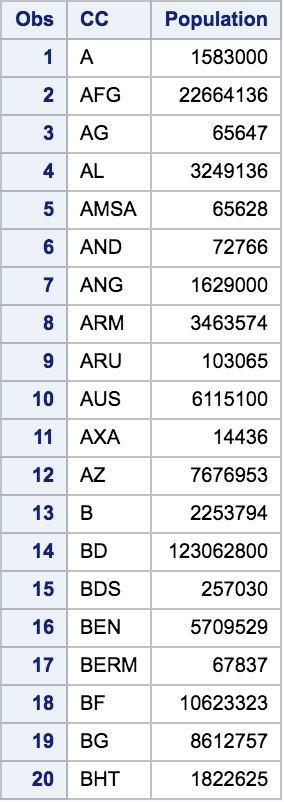 Obs CC Population
1 A 1583000
2 AFG 22664136
3 AG 65647
4 AL 3249136
5 AMSA 65628
6 AND 72766
7 ANG 1629000
8 ARM 3463574
9 ARU 103065
10 AUS 6115100
11 AXA 14436
12 AZ 7676953
13 B 2253794
14 BD 123062800
15 BDS 257030
16 BEN 5709529
17 BERM 67837
18 BF 10623323
19 BG 8612757
20 BHT 1822625